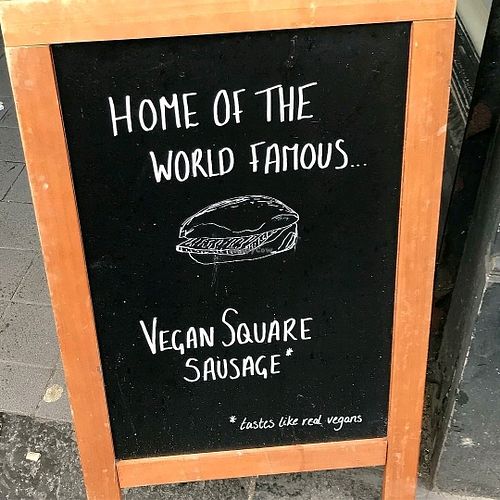 HOME OF THE
WORLD FAMOUS...
VEGAN SQUARE
SAUSAGE*
* tastes like real vegans